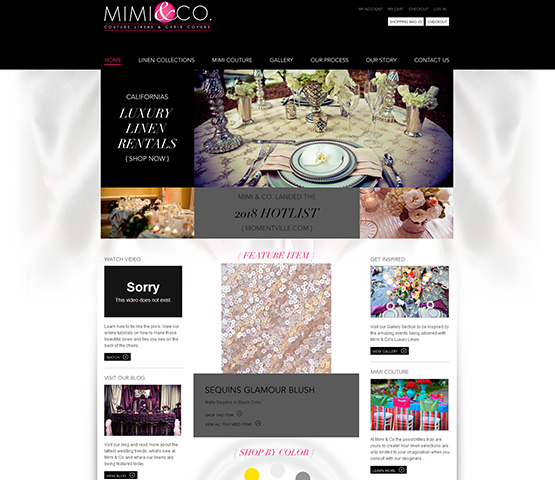 MIMI & CO.
COUTURE LINENS & CHAIR COVERS
MY ACCOUNT MY CART CHECKOUT LOG IN
SHOPPING BAG (0) CHECKOUT
HOME LINEN COLLECTIONS MIMI COUTURE GALLERY OUR PROCESS OUR STORY CONTACT US
CALIFORNIAS
LUXURY
LINEN
RENTALS
{ SHOP NOW }
MIMI & CO. LANDED THE
2018 HOTLIST
{ MOMENTVILLE.COM }
WATCH VIDEO
Sorry
This video does not exist.
Learn how to tie like the pro's. View our
online tutorials on how to make those
beautiful bows and ties you see on the
back of the chairs.
WATCH
VISIT OUR BLOG
Visit our blog and read more about the
latest wedding trends, what's new at
Mimi & Co and where our linens are
being featured today.
VIEW BLOG
{ FEATURE ITEM }
SEQUINS GLAMOUR BLUSH
Sequins in Blush Color
SHOP THIS ITEM
VIEW ALL FEATURED ITEMS
{ SHOP BY COLOR }
GET INSPIRED
Visit our Gallery Section to be inspired by
the amazing events being adorned with
Mimi & Co's Luxury Linen.
VIEW GALLERY
MIMI COUTURE
At Mimi & Co the possibilities truly are
yours to create! Your linen selections are
only limited to your imagination when you
consult with our designers...
LEARN MORE